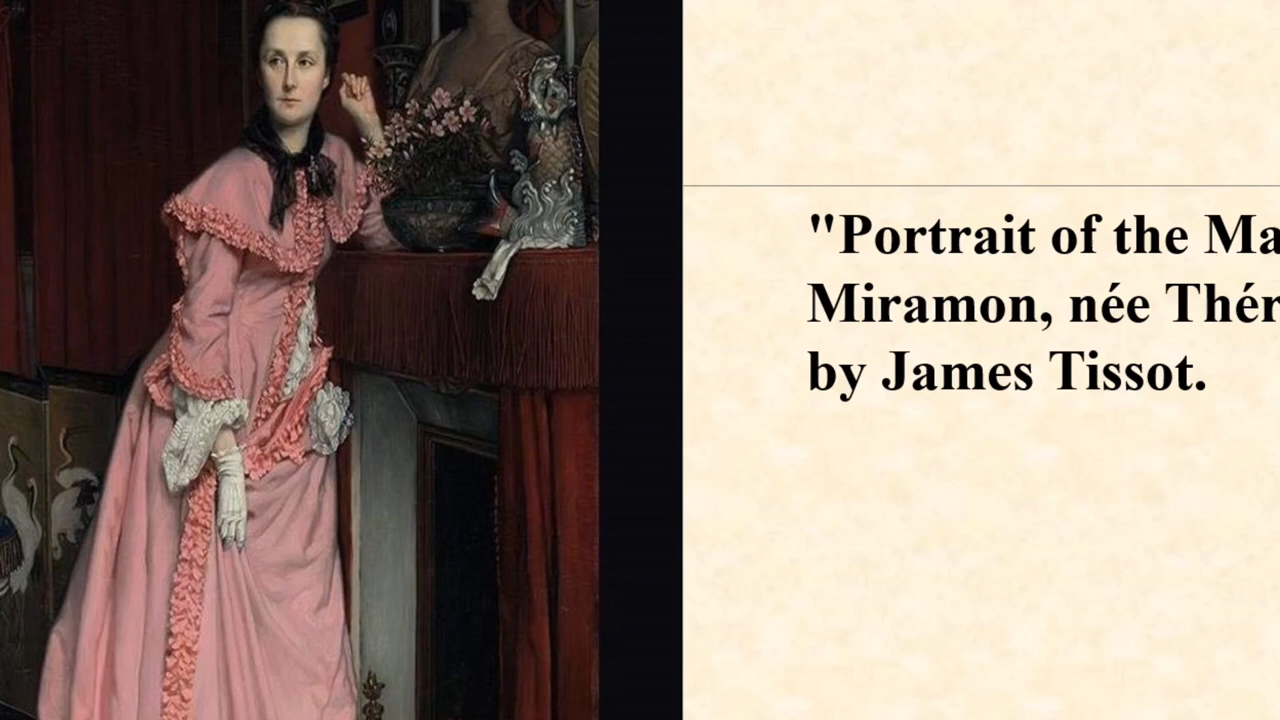 "Portrait of the Ma
Miramon, née Thér
by James Tissot.